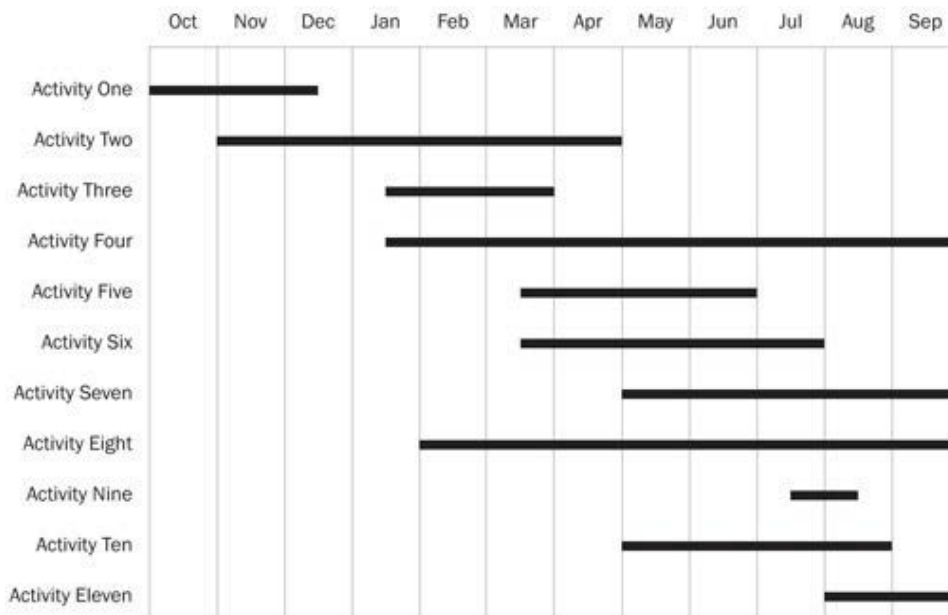 Oct Nov Dec Jan Feb Mar Apr May Jun Jul Aug Sep
Activity One
Activity Two
Activity Three
Activity Four
Activity Five
Activity Six
Activity Seven
Activity Eight
Activity Nine
Activity Ten
Activity Eleven